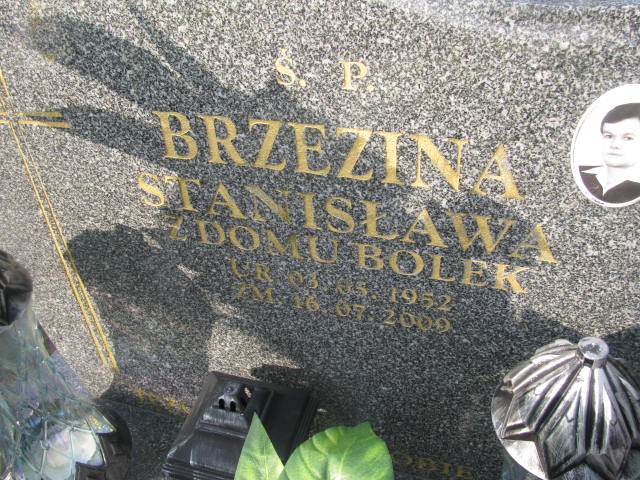 Ś. P.
BRZEZINA
STANISŁAWA
Z DOMU BOLEK
UR. 03. 05. 1952
ZM. 16. 07. 2009